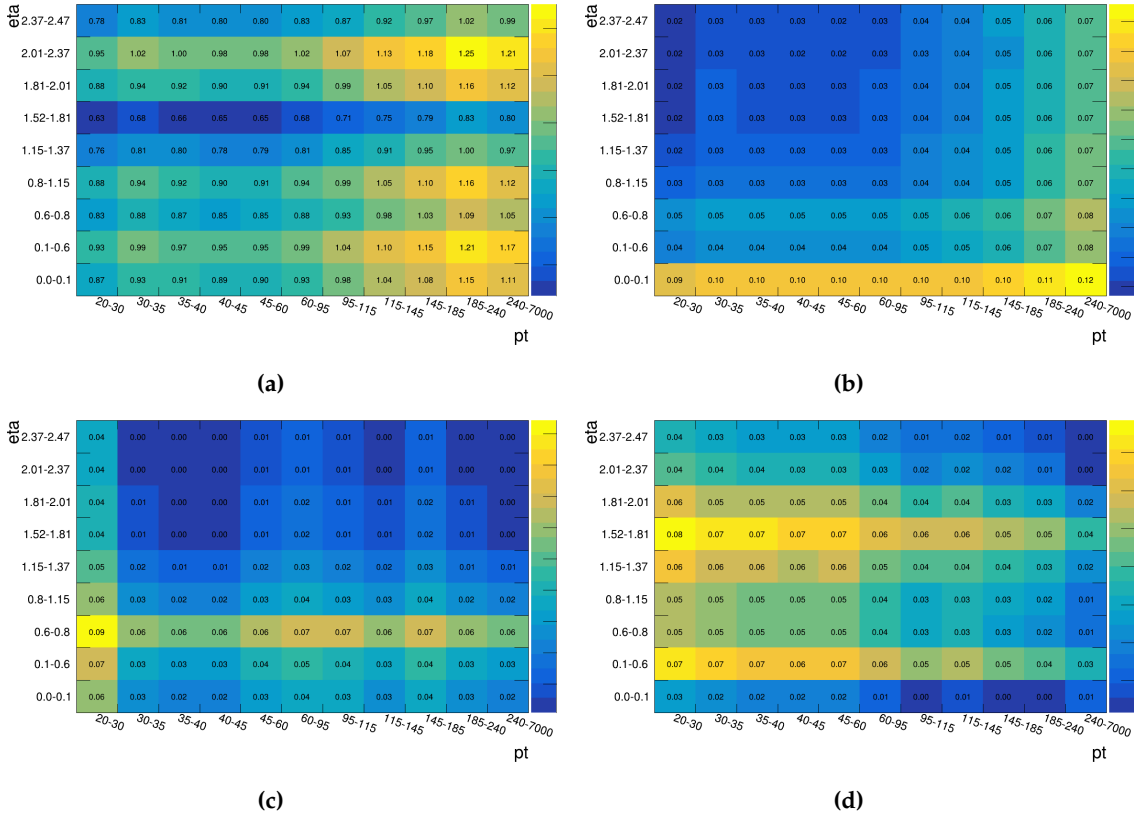 eta
2.37-2.47 0.78 0.83 0.81 0.80 0.80 0.83 0.87 0.92 0.97 1.02 0.99
2.01-2.37 0.95 1.02 1.00 0.98 0.98 1.02 1.07 1.13 1.18 1.25 1.21
1.81-2.01 0.88 0.94 0.92 0.90 0.91 0.94 0.99 1.05 1.10 1.16 1.12
1.52-1.81 0.63 0.68 0.66 0.65 0.65 0.68 0.71 0.75 0.79 0.83 0.80
1.15-1.37 0.76 0.81 0.80 0.78 0.79 0.81 0.85 0.91 0.95 1.00 0.97
0.8-1.15 0.88 0.94 0.92 0.90 0.91 0.94 0.99 1.05 1.10 1.16 1.12
0.6-0.8 0.83 0.88 0.87 0.85 0.85 0.88 0.93 0.98 1.03 1.09 1.05
0.1-0.6 0.93 0.99 0.97 0.95 0.95 0.99 1.04 1.10 1.15 1.21 1.17
0.0-0.1 0.87 0.93 0.91 0.89 0.90 0.93 0.98 1.04 1.08 1.15 1.11
20-30 30-35 35-40 40-45 45-60 60-95 95-115 115-145 145-185 185-240 240-7000
pt
(a)
eta
2.37-2.47 0.02 0.03 0.03 0.03 0.03 0.03 0.04 0.04 0.05 0.06 0.07
2.01-2.37 0.02 0.03 0.03 0.02 0.02 0.03 0.04 0.04 0.05 0.06 0.07
1.81-2.01 0.02 0.03 0.03 0.03 0.03 0.03 0.04 0.04 0.05 0.06 0.07
1.52-1.81 0.02 0.03 0.03 0.03 0.03 0.03 0.04 0.04 0.05 0.06 0.07
1.15-1.37 0.02 0.03 0.03 0.03 0.03 0.03 0.04 0.04 0.05 0.06 0.07
0.8-1.15 0.03 0.03 0.03 0.03 0.03 0.03 0.04 0.04 0.05 0.06 0.07
0.6-0.8 0.05 0.05 0.05 0.05 0.05 0.05 0.05 0.06 0.06 0.07 0.08
0.1-0.6 0.04 0.04 0.04 0.04 0.04 0.04 0.05 0.05 0.06 0.07 0.08
0.0-0.1 0.09 0.10 0.10 0.10 0.10 0.10 0.10 0.10 0.10 0.11 0.12
20-30 30-35 35-40 40-45 45-60 60-95 95-115 115-145 145-185 185-240 240-7000
pt
(b)
eta
2.37-2.47 0.04 0.00 0.00 0.00 0.01 0.01 0.01 0.00 0.01 0.00 0.00
2.01-2.37 0.04 0.00 0.00 0.00 0.01 0.01 0.01 0.00 0.01 0.00 0.00
1.81-2.01 0.04 0.01 0.00 0.00 0.01 0.02 0.01 0.01 0.02 0.01 0.00
1.52-1.81 0.04 0.01 0.00 0.00 0.01 0.02 0.01 0.01 0.02 0.01 0.00
1.15-1.37 0.05 0.02 0.01 0.01 0.02 0.03 0.02 0.02 0.03 0.01 0.01
0.8-1.15 0.06 0.03 0.02 0.02 0.03 0.04 0.03 0.03 0.04 0.02 0.02
0.6-0.8 0.09 0.06 0.06 0.06 0.06 0.07 0.07 0.06 0.07 0.06 0.06
0.1-0.6 0.07 0.03 0.03 0.03 0.04 0.05 0.04 0.03 0.04 0.03 0.03
0.0-0.1 0.06 0.03 0.02 0.02 0.03 0.04 0.03 0.03 0.04 0.03 0.02
20-30 30-35 35-40 40-45 45-60 60-95 95-115 115-145 145-185 185-240 240-7000
pt
(c)
eta
2.37-2.47 0.04 0.03 0.03 0.03 0.03 0.02 0.01 0.02 0.01 0.01 0.00
2.01-2.37 0.04 0.04 0.04 0.03 0.03 0.03 0.02 0.02 0.02 0.01 0.00
1.81-2.01 0.06 0.05 0.05 0.05 0.05 0.04 0.04 0.04 0.03 0.03 0.02
1.52-1.81 0.08 0.07 0.07 0.07 0.07 0.06 0.06 0.06 0.05 0.05 0.04
1.15-1.37 0.06 0.06 0.06 0.06 0.06 0.05 0.04 0.04 0.04 0.03 0.02
0.8-1.15 0.05 0.05 0.05 0.05 0.05 0.04 0.03 0.03 0.03 0.02 0.01
0.6-0.8 0.05 0.05 0.05 0.05 0.05 0.04 0.03 0.03 0.03 0.02 0.01
0.1-0.6 0.07 0.07 0.07 0.06 0.07 0.06 0.05 0.05 0.05 0.04 0.03
0.0-0.1 0.03 0.02 0.02 0.02 0.02 0.01 0.00 0.01 0.00 0.00 0.01
20-30 30-35 35-40 40-45 45-60 60-95 95-115 115-145 145-185 185-240 240-7000
pt
(d)